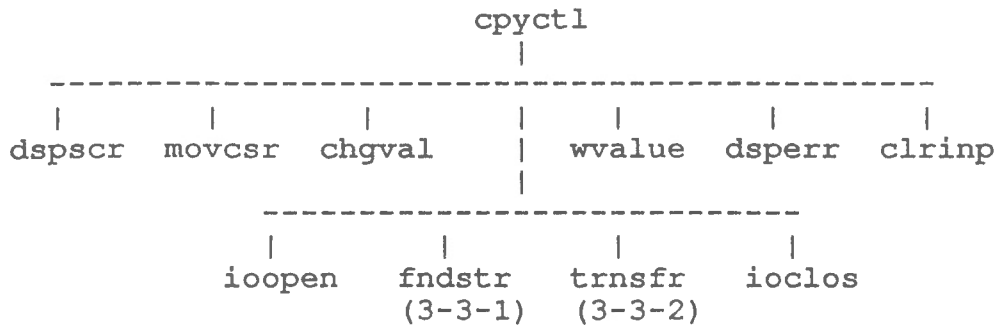 cpyctl
dspscr movcsr chgval wvalue dsperr clrinp
ioopen fndstr trnsfr ioclos
(3-3-1) (3-3-2)